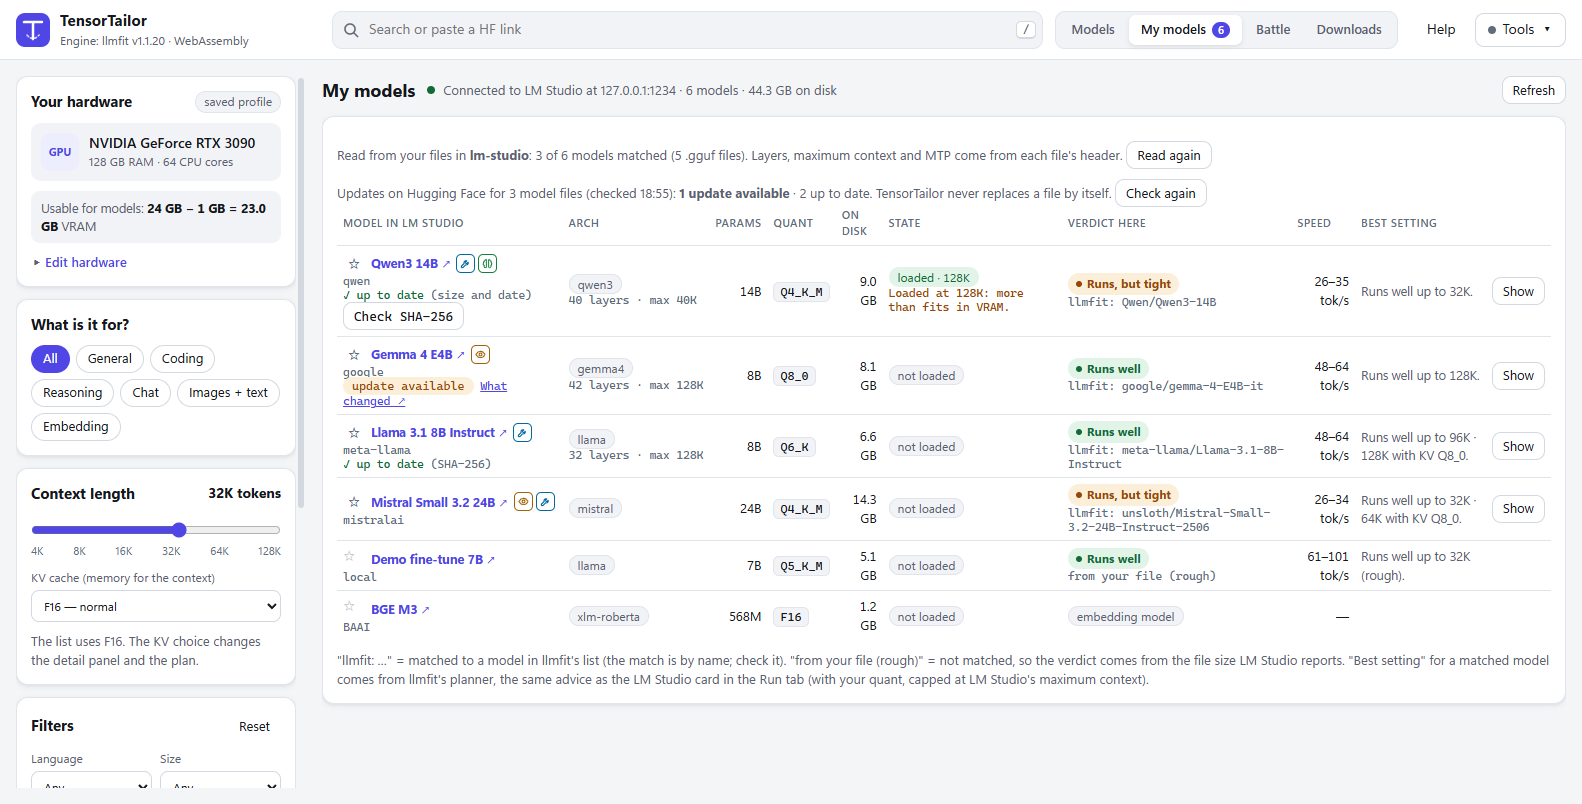 TensorTailor
Engine: llmfit v1.1.20 · WebAssembly
Search or paste a HF link
/
Models
My models 6
Battle
Downloads
Help
Tools ▼
Your hardware
saved profile
GPU
NVIDIA GeForce RTX 3090
128 GB RAM · 64 CPU cores
Usable for models: 24 GB − 1 GB = 23.0
GB VRAM
▸ Edit hardware
What is it for?
All
General
Coding
Reasoning
Chat
Images + text
Embedding
Context length
32K tokens
4K 8K 16K 32K 64K 128K
KV cache (memory for the context)
F16 — normal
The list uses F16. The KV choice changes
the detail panel and the plan.
Filters
Reset
Language
Size
Any
Any
My models
Connected to LM Studio at 127.0.0.1:1234 · 6 models · 44.3 GB on disk
Refresh
Read from your files in lm-studio: 3 of 6 models matched (5 .gguf files). Layers, maximum context and MTP come from each file's header. Read again
Updates on Hugging Face for 3 model files (checked 18:55): 1 update available · 2 up to date. TensorTailor never replaces a file by itself. Check again
MODEL IN LM STUDIO
ARCH
PARAMS
QUANT
ON
DISK
STATE
VERDICT HERE
SPEED
BEST SETTING
☆ Qwen3 14B ↗
qwen
✓ up to date (size and date)
Check SHA-256
qwen3
40 layers · max 40K
14B
Q4_K_M
9.0
GB
loaded · 128K
Loaded at 128K: more
than fits in VRAM.
Runs, but tight
llmfit: Qwen/Qwen3-14B
26–35
tok/s
Runs well up to 32K.
Show
☆ Gemma 4 E4B ↗
google
update available What
changed ↗
gemma4
42 layers · max 128K
8B
Q8_0
8.1
GB
not loaded
Runs well
llmfit: google/gemma-4-E4B-it
48–64
tok/s
Runs well up to 128K.
Show
☆ Llama 3.1 8B Instruct ↗
meta-llama
✓ up to date (SHA-256)
llama
32 layers · max 128K
8B
Q6_K
6.6
GB
not loaded
Runs well
llmfit: meta-llama/Llama-3.1-8B-
Instruct
48–64
tok/s
Runs well up to 96K ·
128K with KV Q8_0.
Show
☆ Mistral Small 3.2 24B ↗
mistralai
mistral
24B
Q4_K_M
14.3
GB
not loaded
Runs, but tight
llmfit: unsloth/Mistral-Small-
3.2-24B-Instruct-2506
26–34
tok/s
Runs well up to 32K ·
64K with KV Q8_0.
Show
☆ Demo fine-tune 7B ↗
local
llama
7B
Q5_K_M
5.1
GB
not loaded
Runs well
from your file (rough)
61–101
tok/s
Runs well up to 32K
(rough).
☆ BGE M3 ↗
BAAI
xlm-roberta
568M
F16
1.2
GB
not loaded
embedding model
—
"llmfit: ..." = matched to a model in llmfit's list (the match is by name; check it). "from your file (rough)" = not matched, so the verdict comes from the file size LM Studio reports. "Best setting" for a matched model
comes from llmfit's planner, the same advice as the LM Studio card in the Run tab (with your quant, capped at LM Studio's maximum context).